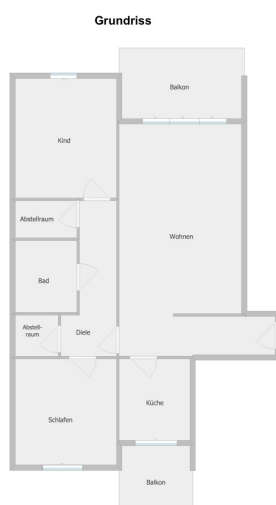 Grundriss
Balkon
Kind
Abstellraum
Wohnen
Bad
Abstell-
raum
Diele
Küche
Schlafen
Balkon